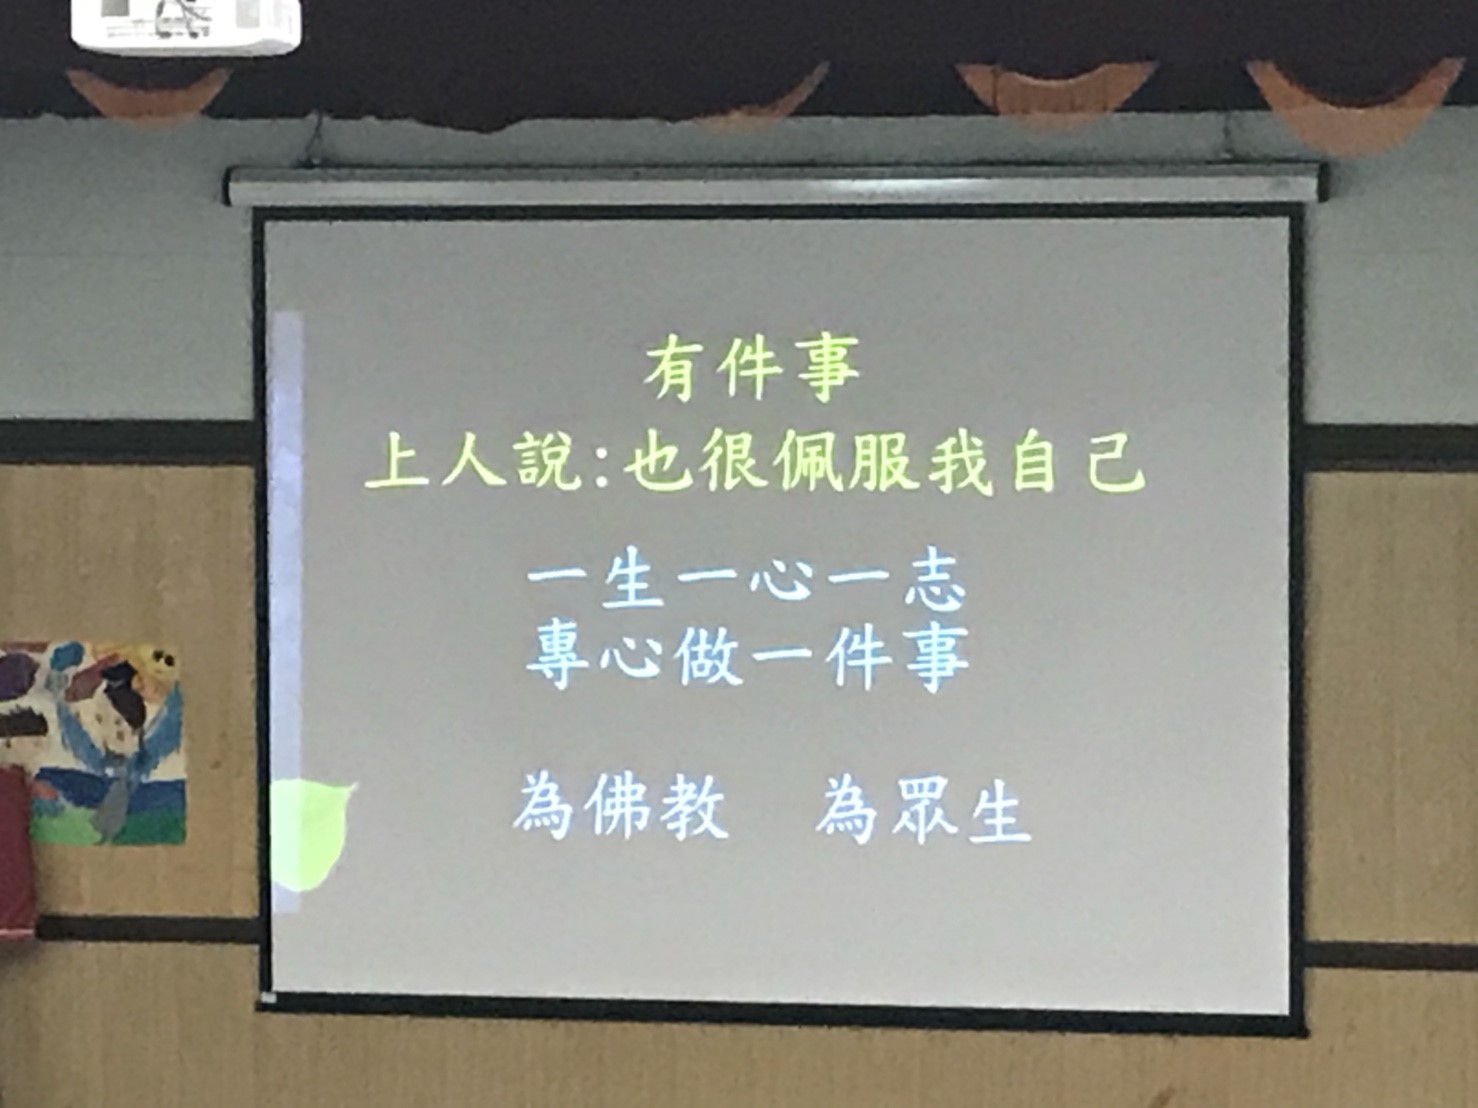 有件事
上人說:也很佩服我自己
一生一心一志
專心做一件事
為佛教 為眾生